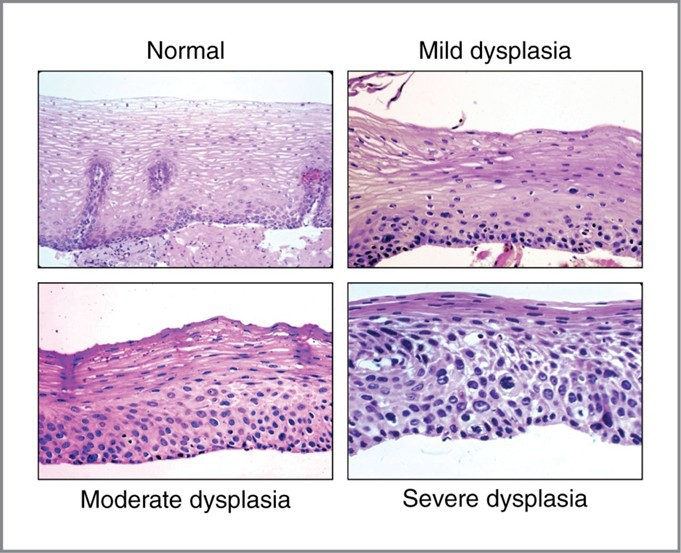 Normal
Mild dysplasia
Moderate dysplasia
Severe dysplasia